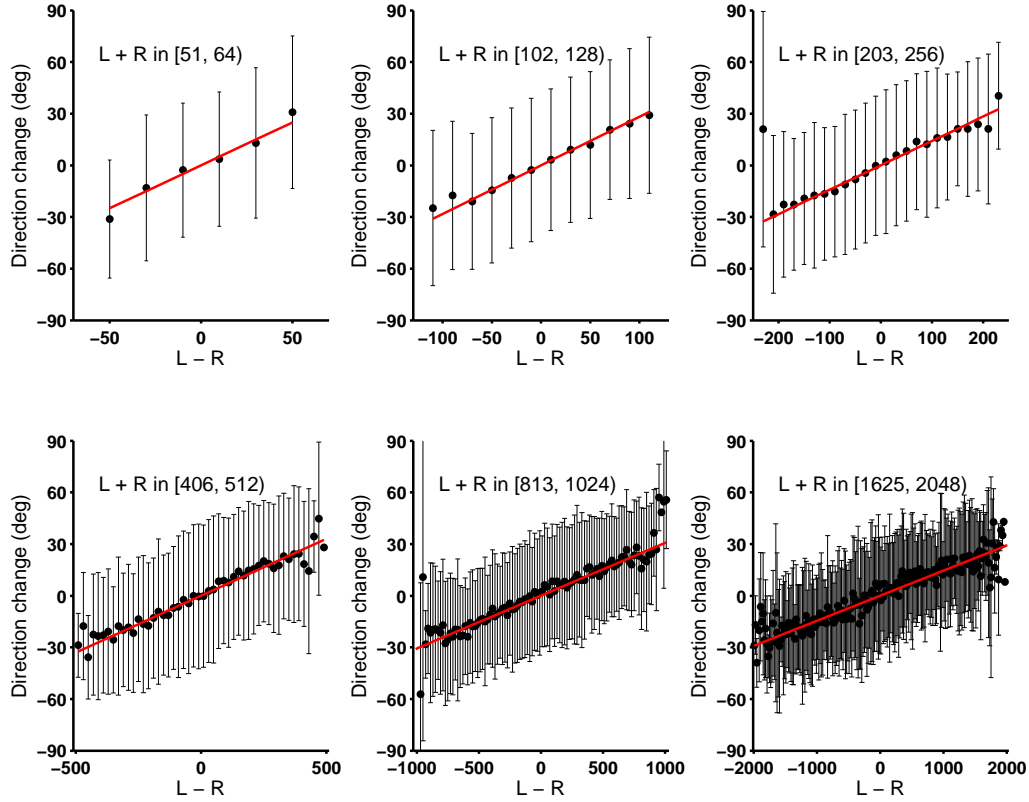 90
60
30
0
−30
−60
−90
Direction change (deg)
L + R in [51, 64)
−50 0 50
L − R
90
60
30
0
−30
−60
−90
Direction change (deg)
L + R in [102, 128)
−100 −50 0 50 100
L − R
90
60
30
0
−30
−60
−90
Direction change (deg)
L + R in [203, 256)
−200 −100 0 100 200
L − R
90
60
30
0
−30
−60
−90
Direction change (deg)
L + R in [406, 512)
−500 0 500
L − R
90
60
30
0
−30
−60
−90
Direction change (deg)
L + R in [813, 1024)
−1000 −500 0 500 1000
L − R
90
60
30
0
−30
−60
−90
Direction change (deg)
L + R in [1625, 2048)
−2000 −1000 0 1000 2000
L − R